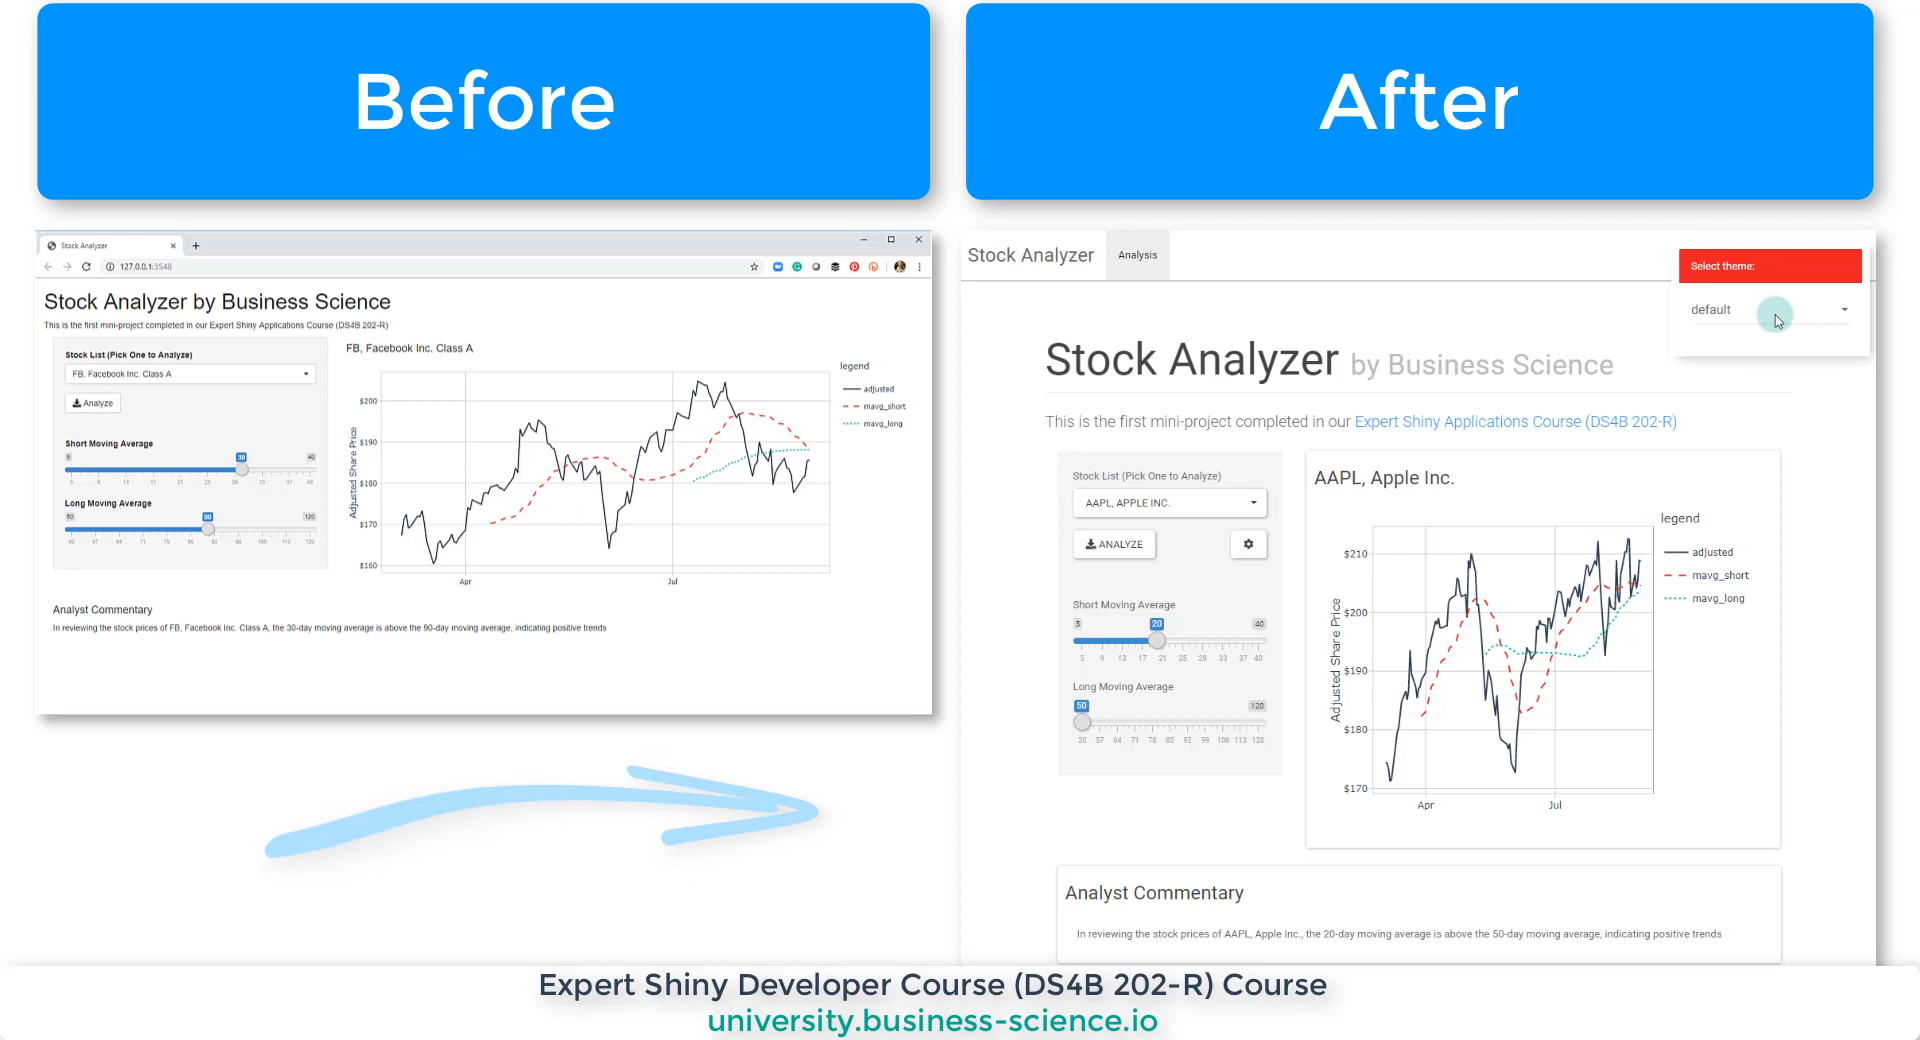 Before
After
Stock Analyzer
127.0.0.1:3548
Stock Analyzer by Business Science
This is the first mini-project completed in our Expert Shiny Applications Course (DS4B 202-R)
Stock List (Pick One to Analyze)
FB, Facebook Inc. Class A
Analyze
Short Moving Average
5
30
40
Long Moving Average
90
120
FB, Facebook Inc. Class A
legend
adjusted
mavg_short
mavg_long
Adjusted Share Price
$200
$190
$180
$170
$160
Apr
Jul
Analyst Commentary
In reviewing the stock prices of FB, Facebook Inc. Class A, the 30-day moving average is above the 90-day moving average, indicating positive trends
Stock Analyzer
Analysis
Select theme:
default
Stock Analyzer by Business Science
This is the first mini-project completed in our Expert Shiny Applications Course (DS4B 202-R)
Stock List (Pick One to Analyze)
AAPL, APPLE INC.
ANALYZE
Short Moving Average
5
20
40
5 9 13 17 21 25 29 33 37 40
Long Moving Average
50
120
50 57 64 71 78 85 92 99 106 113 120
AAPL, Apple Inc.
legend
adjusted
mavg_short
mavg_long
Adjusted Share Price
$210
$200
$190
$180
$170
Apr
Jul
Analyst Commentary
In reviewing the stock prices of AAPL, Apple Inc., the 20-day moving average is above the 50-day moving average, indicating positive trends
Expert Shiny Developer Course (DS4B 202-R) Course
university.business-science.io